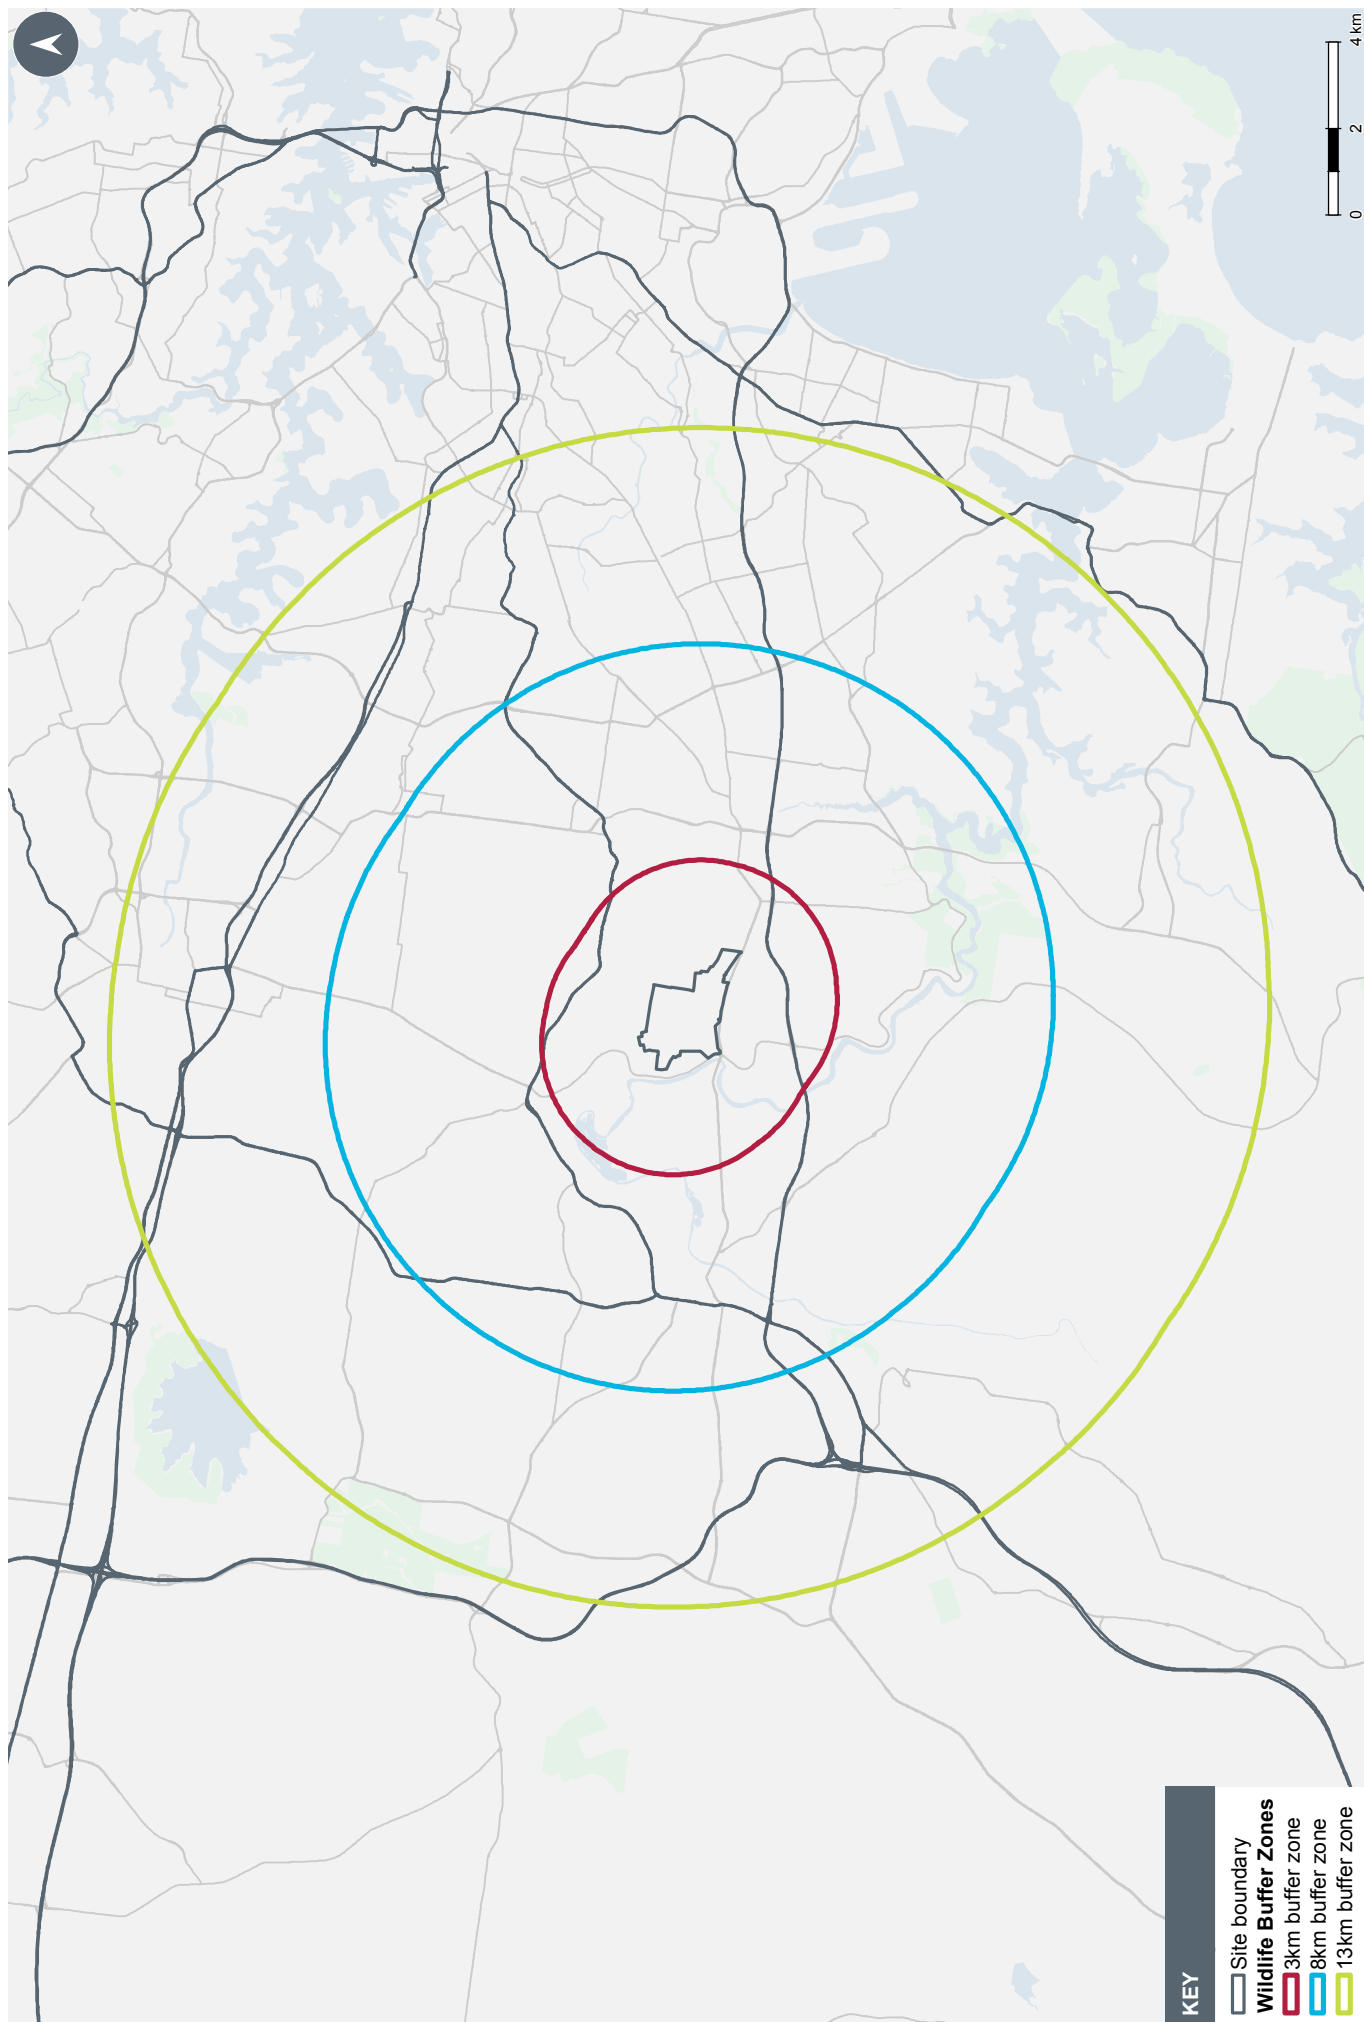 KEY
Site boundary
Wildlife Buffer Zones
3km buffer zone
8km buffer zone
13km buffer zone
0 2 4 km